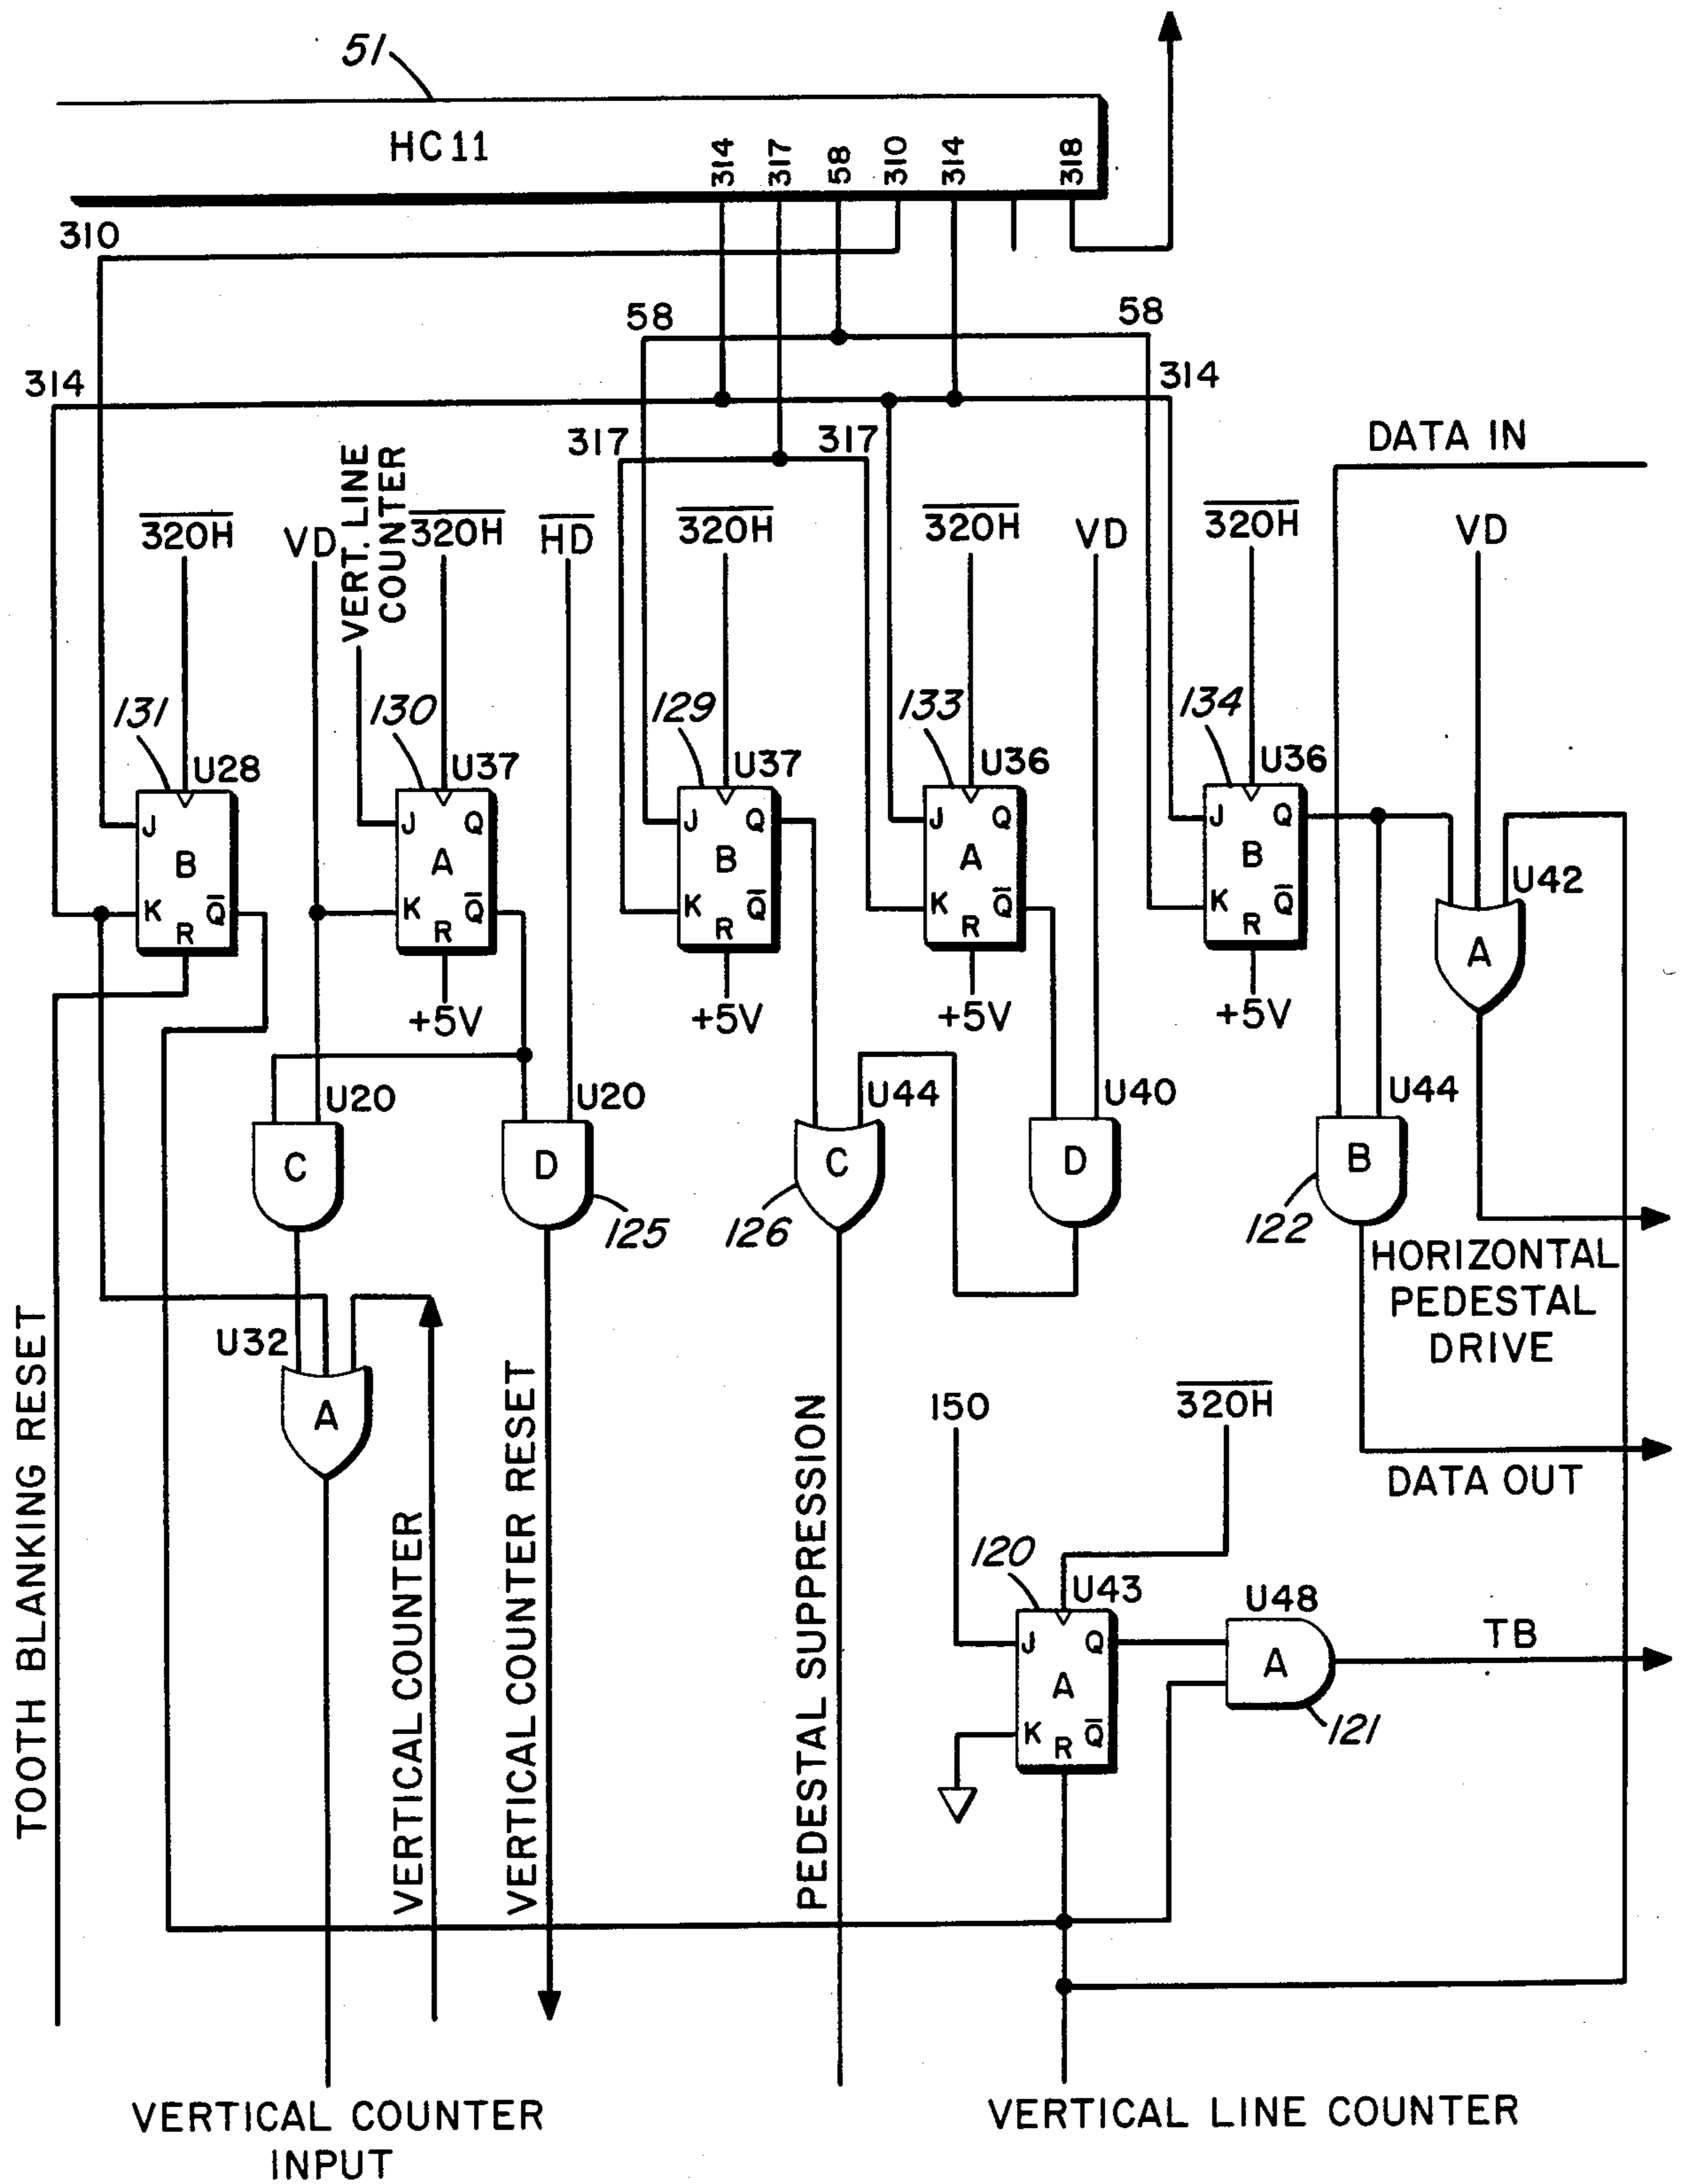 51
HC11
314 317 58 310 314 318
310
58 58
314 314
317 317
DATA IN
320H VD VERT. LINE COUNTER 320H HD 320H 320H VD 320H VD
131 130 129 133 134
U28 U37 U37 U36 U36
J J Q J Q J Q J Q
B A B A B
K Q̅ K Q̅ K Q̅ K Q̅ K Q̅
R R R R R
U42
A
+5V +5V +5V +5V
U20 U20 U44 U40 U44
C D C D B
125 126 122
HORIZONTAL
PEDESTAL
DRIVE
U32
A
150 320H
DATA OUT
TOOTH BLANKING RESET
VERTICAL COUNTER
VERTICAL COUNTER RESET
PEDESTAL SUPPRESSION
120 U43 U48
J Q
A A TB
K R Q̅
121
VERTICAL COUNTER
INPUT
VERTICAL LINE COUNTER